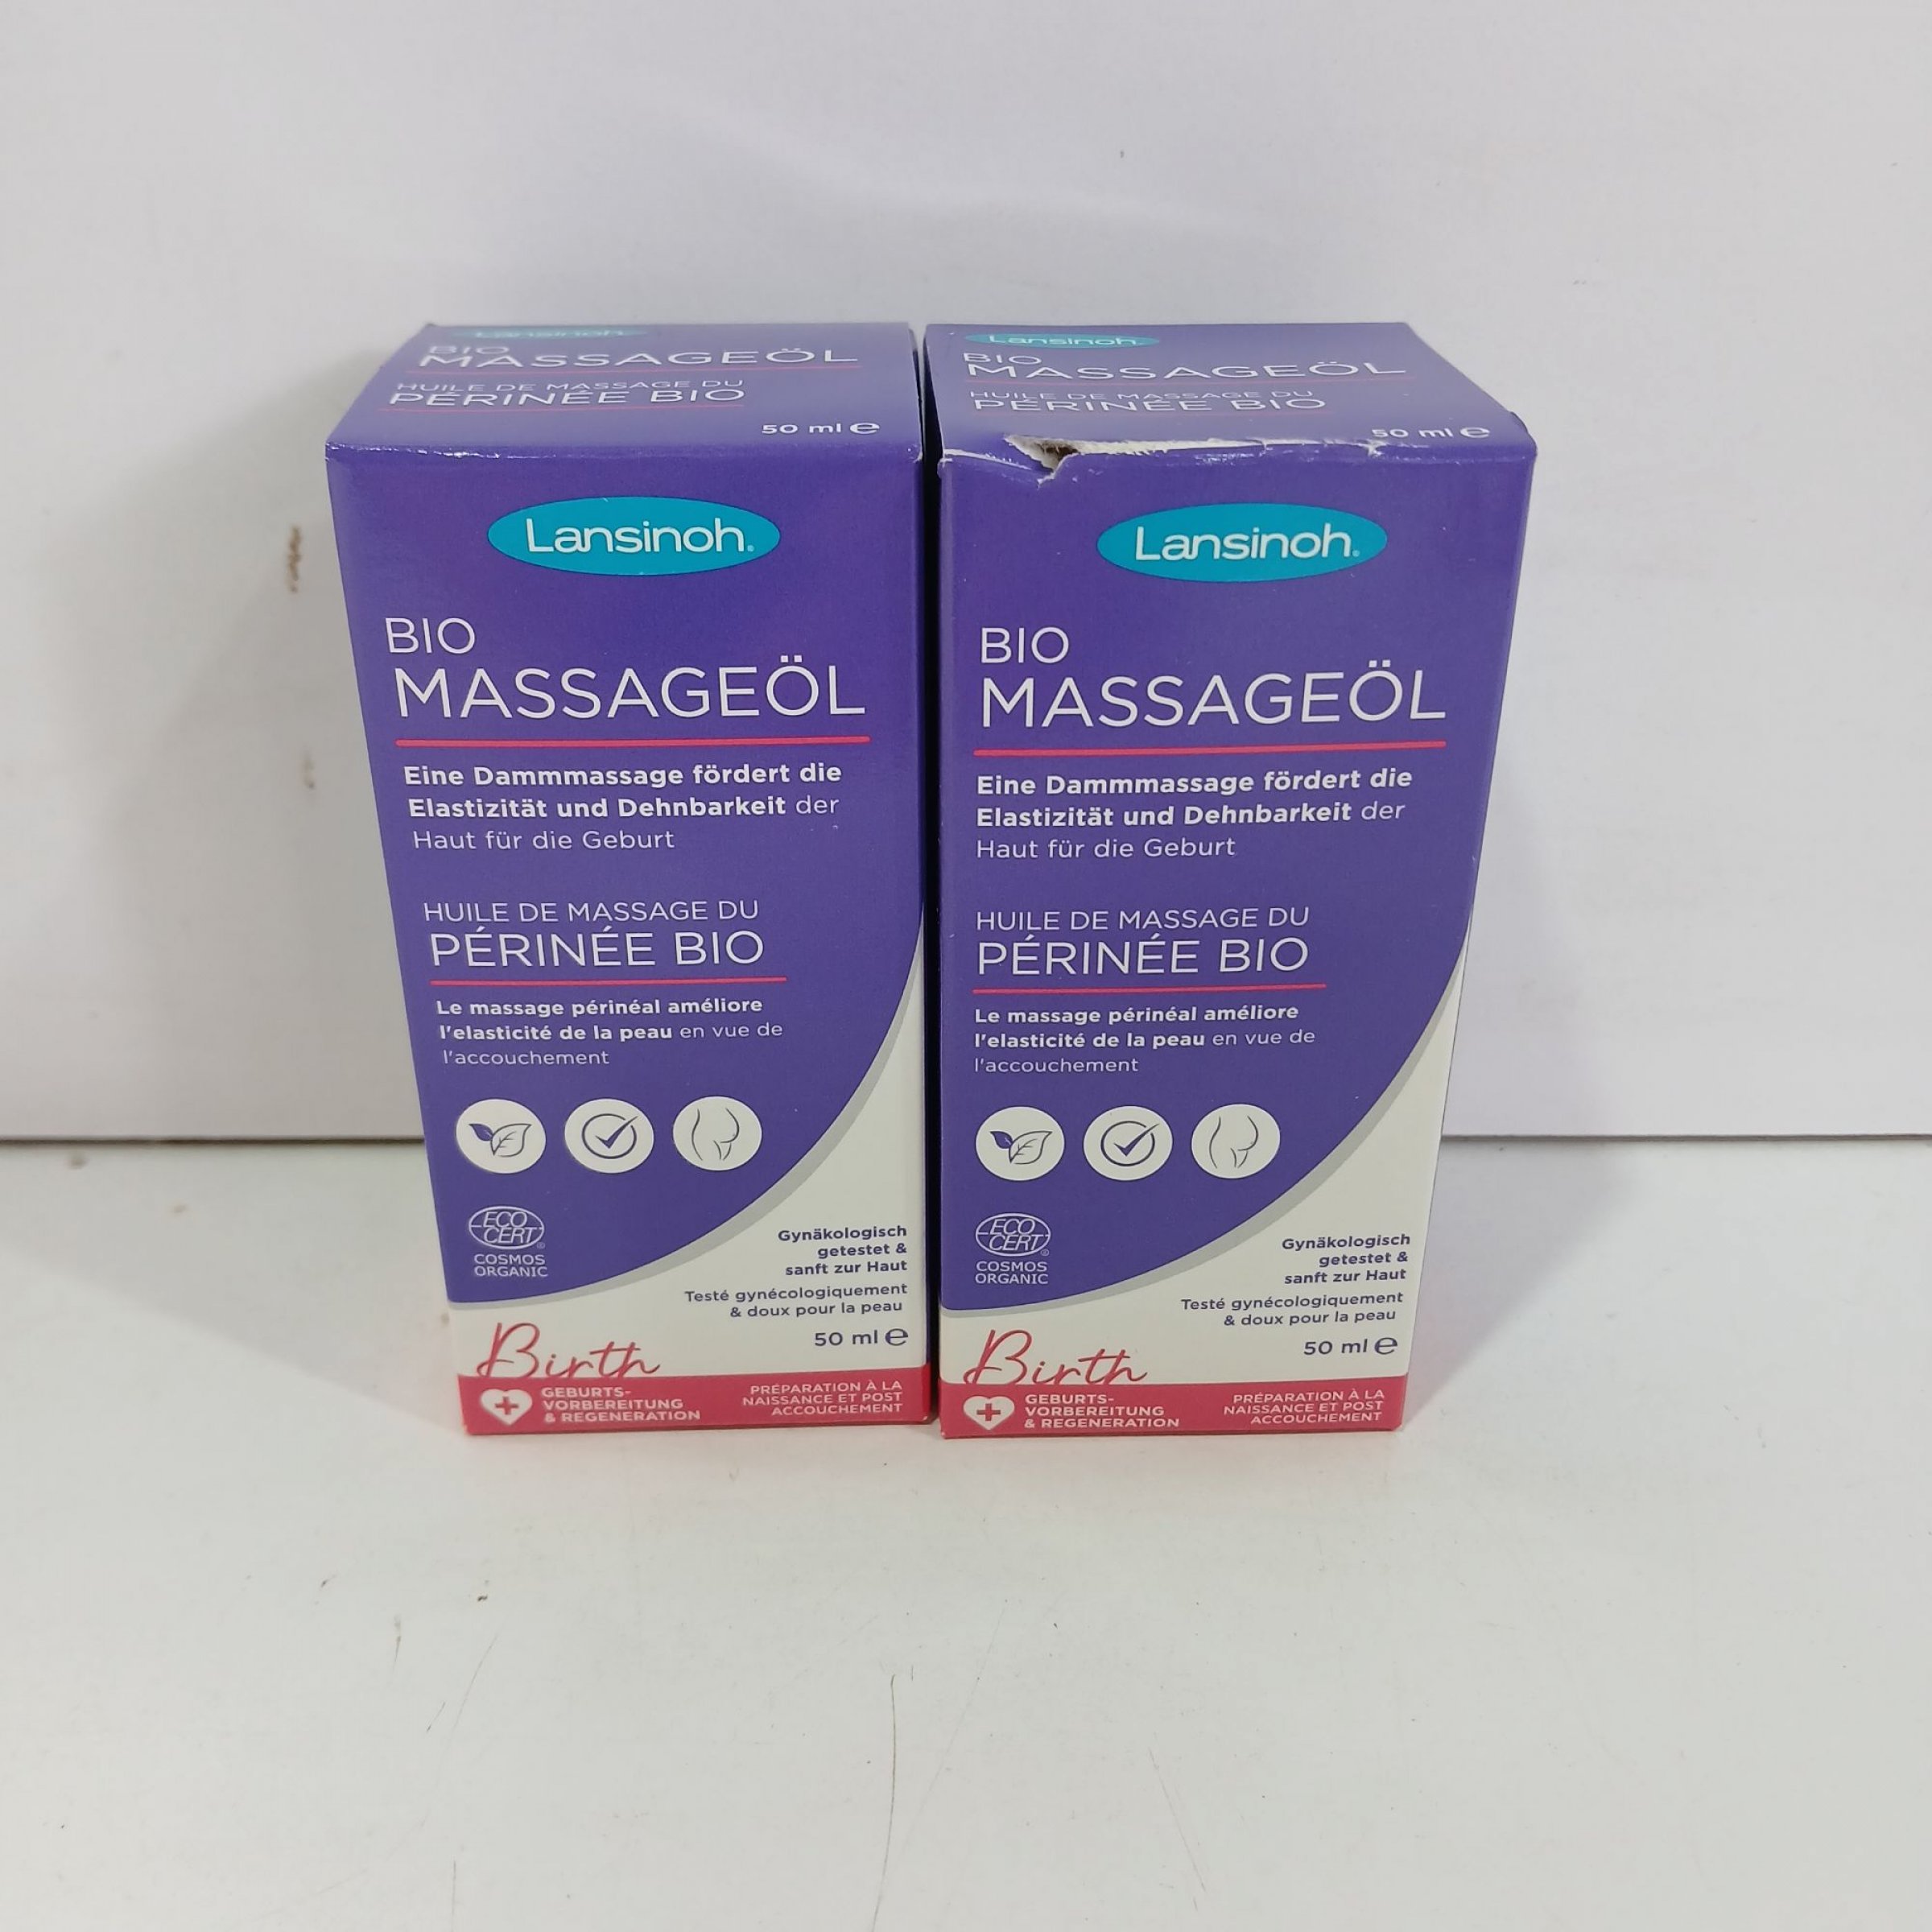 Lansinoh
BIO
MASSAGEÖL
HUILE DE MASSAGE DU
PÉRINÉE BIO
50 ml e
Lansinoh®
BIO
MASSAGEÖL
Eine Dammmassage fördert die
Elastizität und Dehnbarkeit der
Haut für die Geburt
HUILE DE MASSAGE DU
PÉRINÉE BIO
Le massage périnéal améliore
l'elasticité de la peau en vue de
l'accouchement
ECO
CERT®
COSMOS
ORGANIC
Gynäkologisch
getestet &
sanft zur Haut
Testé gynécologiquement
& doux pour la peau
50 ml e
Birth
GEBURTS-
VORBEREITUNG
& REGENERATION
PRÉPARATION À LA
NAISSANCE ET POST
ACCOUCHEMENT
Lansinoh
BIO
MASSAGEÖL
HUILE DE MASSAGE DU
PÉRINÉE BIO
50 ml e
Lansinoh®
BIO
MASSAGEÖL
Eine Dammmassage fördert die
Elastizität und Dehnbarkeit der
Haut für die Geburt
HUILE DE MASSAGE DU
PÉRINÉE BIO
Le massage périnéal améliore
l'elasticité de la peau en vue de
l'accouchement
ECO
CERT®
COSMOS
ORGANIC
Gynäkologisch
getestet &
sanft zur Haut
Testé gynécologiquement
& doux pour la peau
50 ml e
Birth
GEBURTS-
VORBEREITUNG
& REGENERATION
PRÉPARATION À LA
NAISSANCE ET POST
ACCOUCHEMENT